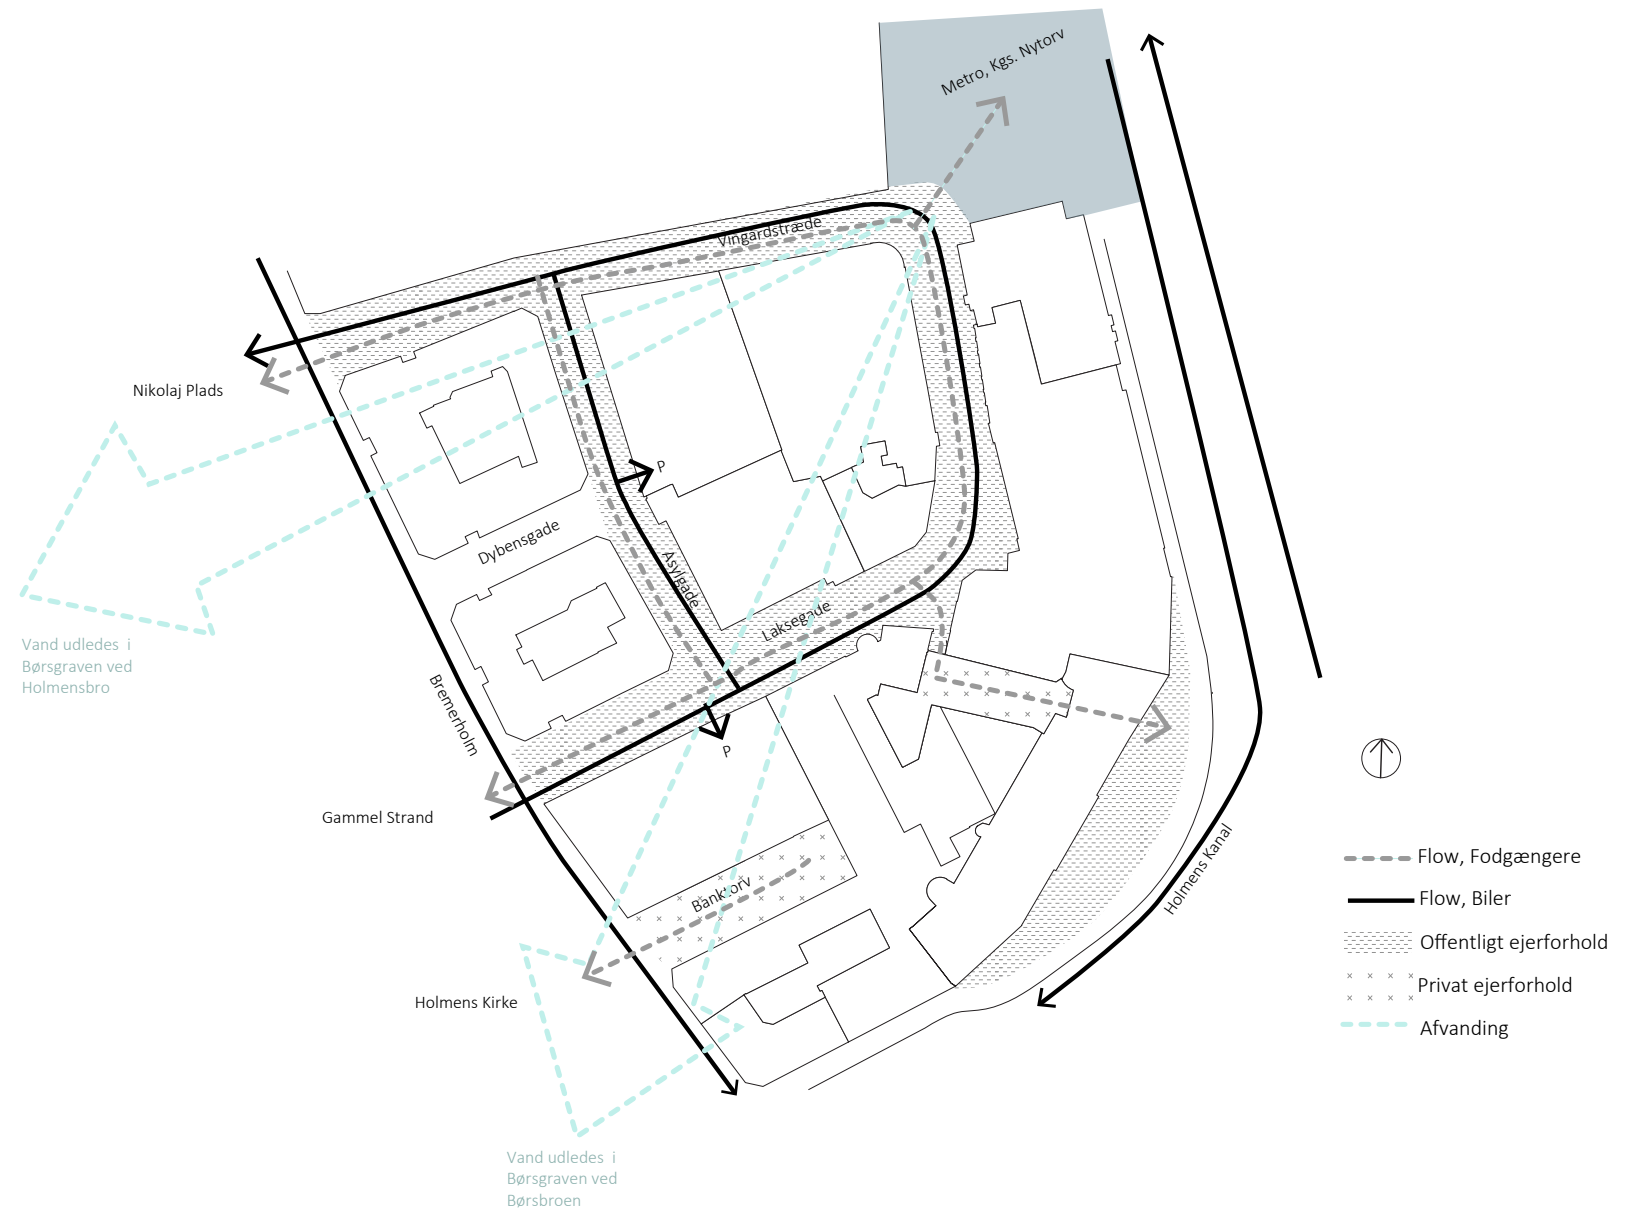 Metro, Kgs. Nytorv
Vingardstræde
Nikolaj Plads
P
Dybensgade
Asylgade
Laksegade
Vand udledes i
Børsgraven ved
Holmensbro
Bremerholm
P
Gammel Strand
Holmens Kanal
Banktorv
Holmens Kirke
Flow, Fodgængere
Flow, Biler
Offentligt ejerforhold
Privat ejerforhold
Afvanding
Vand udledes i
Børsgraven ved
Børsbroen